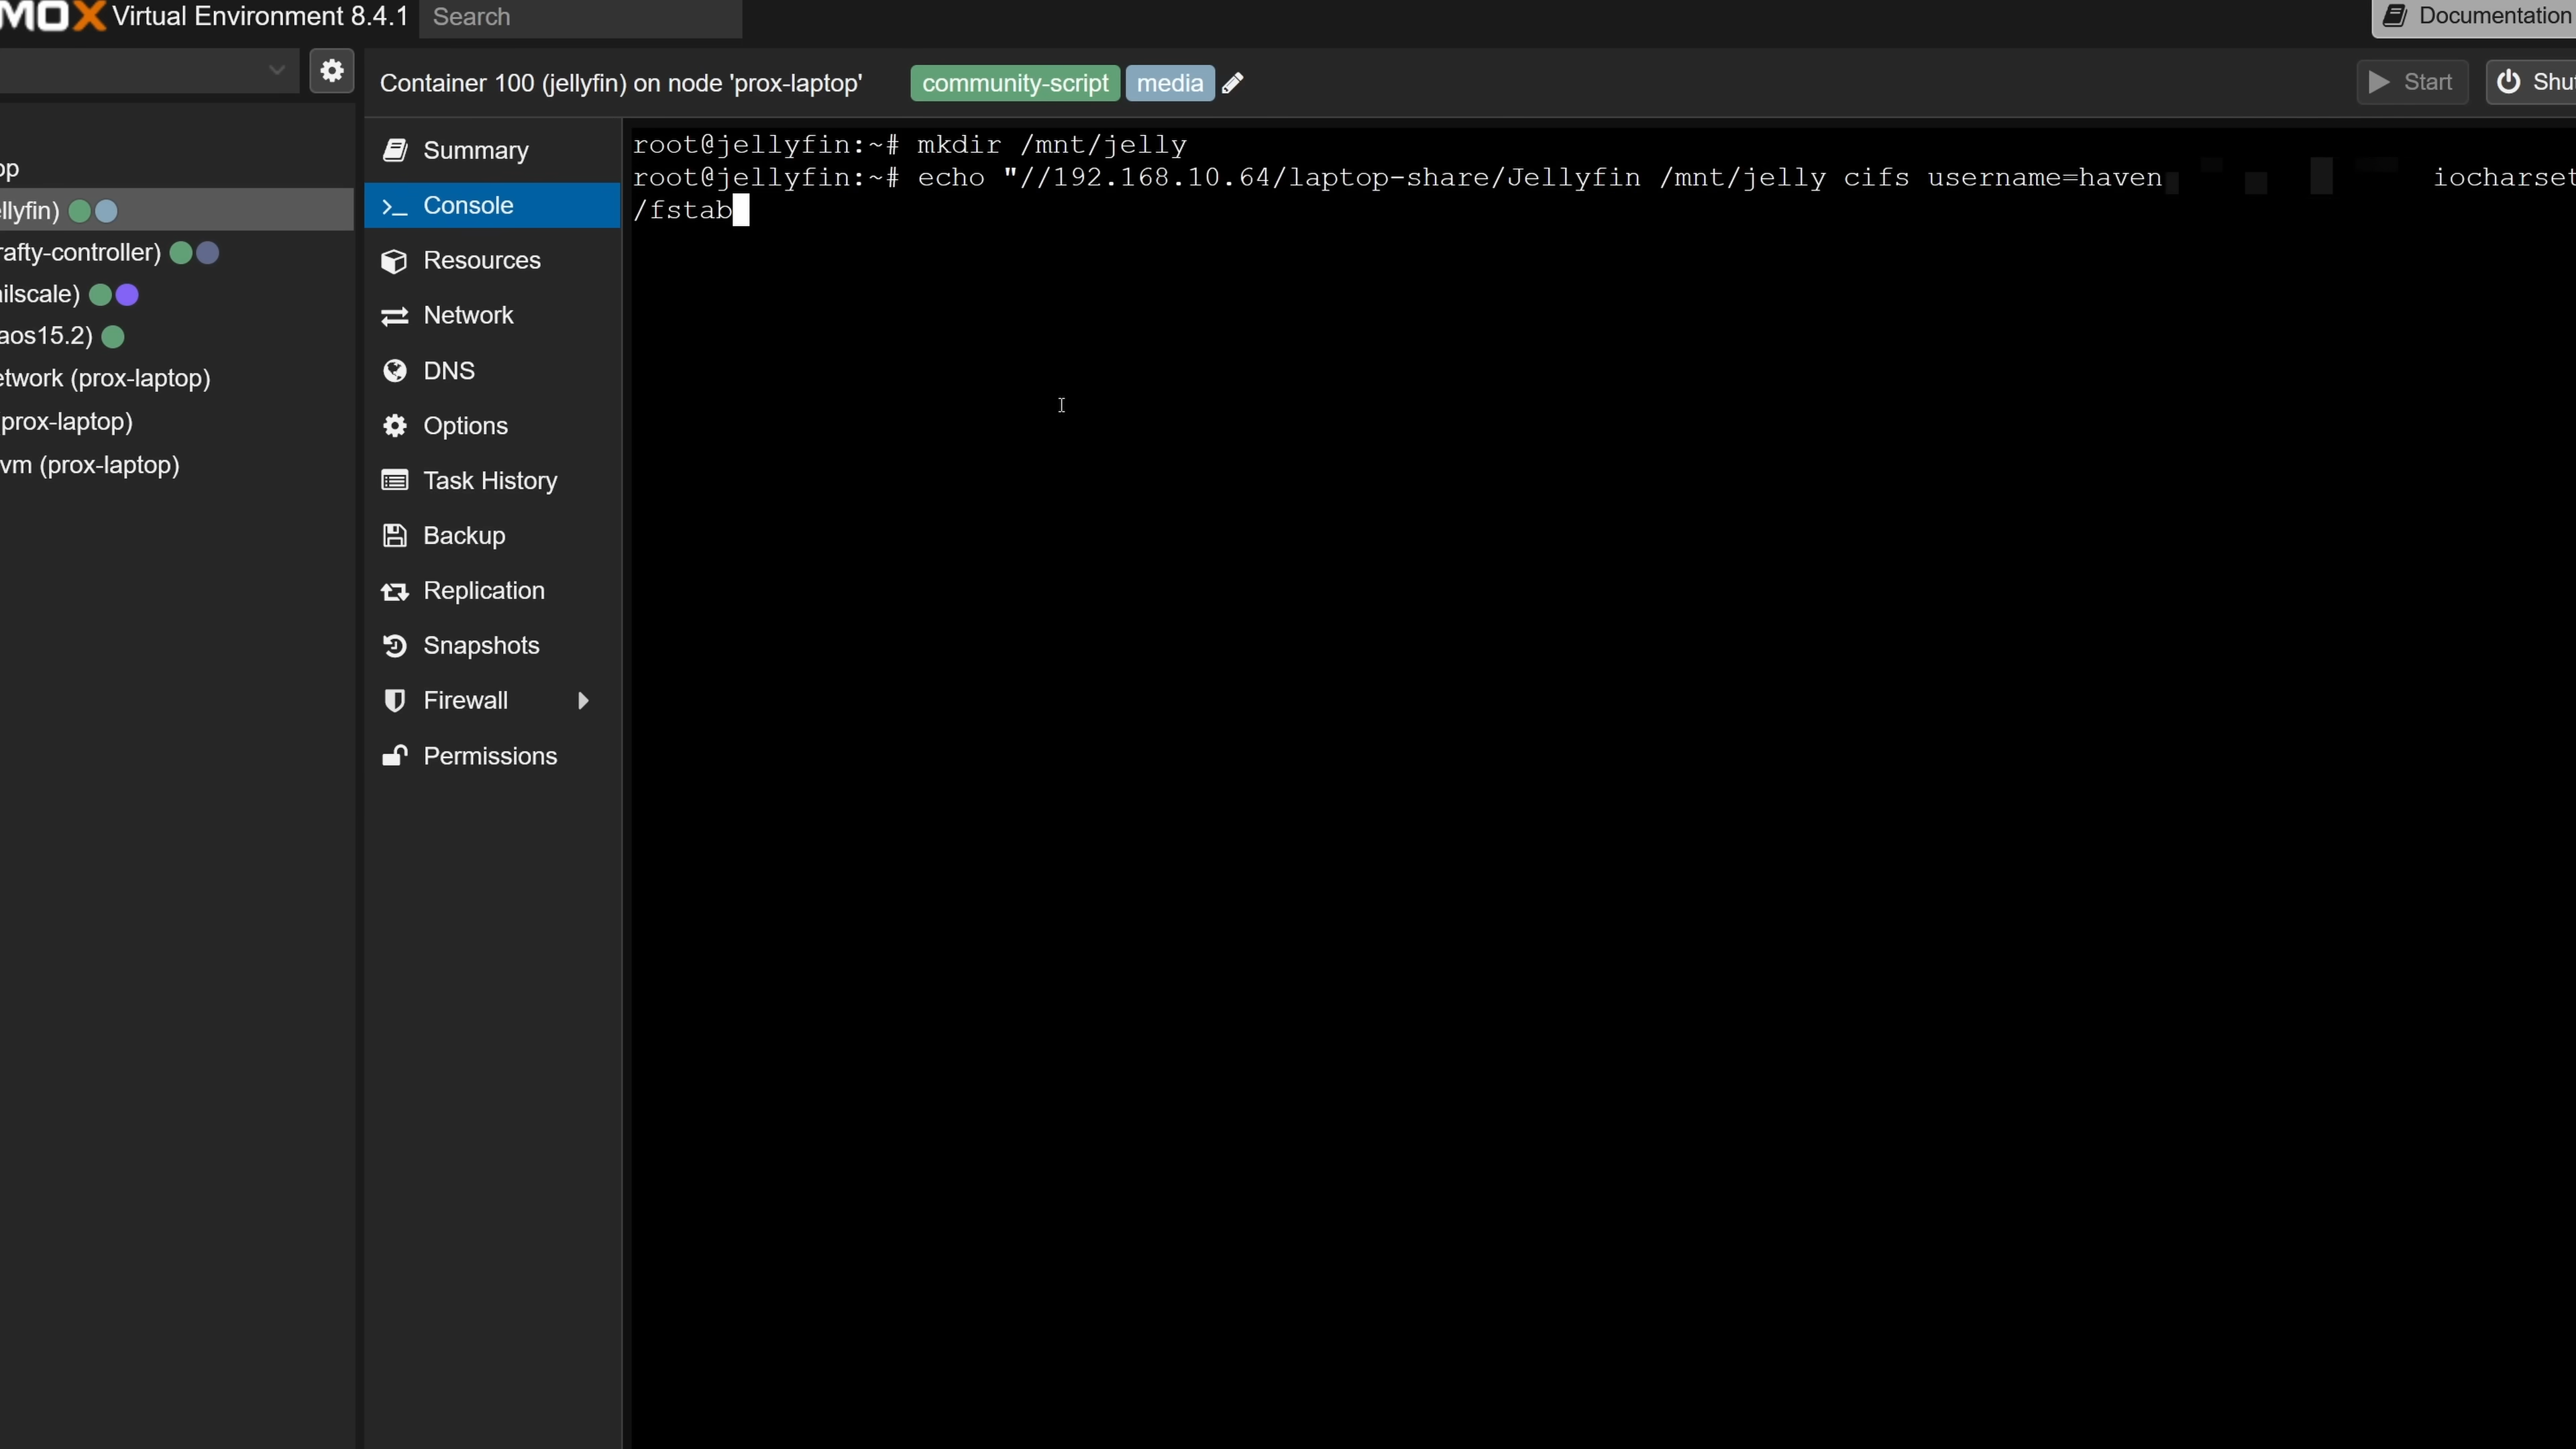 MOX Virtual Environment 8.4.1 Search Documentation
Container 100 (jellyfin) on node 'prox-laptop' community-script media Start Shu
op
llyfin)
rafty-controller)
ilscale)
aos15.2)
etwork (prox-laptop)
prox-laptop)
vm (prox-laptop)
Summary
Console
Resources
Network
DNS
Options
Task History
Backup
Replication
Snapshots
Firewall
Permissions
root@jellyfin:~# mkdir /mnt/jelly
root@jellyfin:~# echo "//192.168.10.64/laptop-share/Jellyfin /mnt/jelly cifs username=haven iocharset
/fstab